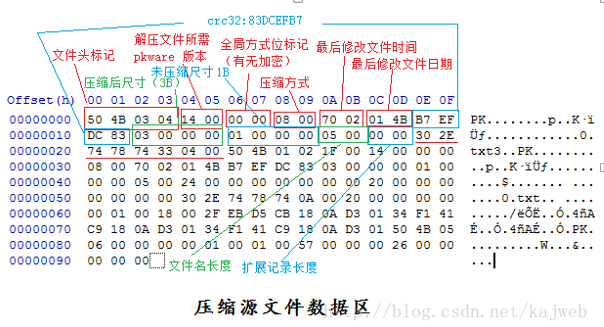 crc32:83DCEFB7
文件头标记
解压文件所需
pkware 版本
全局方式位标记
(有无加密)
最后修改文件时间
最后修改文件日期
压缩后尺寸(3B)
未压缩尺寸1B
压缩方式
Offset(h) 00 01 02 03 04 05 06 07 08 09 0A 0B 0C 0D 0E 0F
00000000 50 4B 03 04 14 00 00 00 08 00 70 02 01 4B B7 EF PK........p..K·ï
00000010 DC 83 03 00 00 00 01 00 00 00 05 00 00 00 30 2E Üƒ............0.
00000020 74 78 74 33 04 00 50 4B 01 02 1F 00 14 00 00 00 txt3..PK........
00000030 08 00 70 02 01 4B B7 EF DC 83 03 00 00 00 01 00 ..p..K·ïÜƒ......
00000040 00 00 05 00 24 00 00 00 00 00 00 00 20 00 00 00 ....$....... ...
00000050 00 00 00 00 30 2E 74 78 74 0A 00 20 00 00 00 00 ....0.txt.. ....
00000060 00 01 00 18 00 2F EB D5 CB 18 0A D3 01 34 F1 41 ...../ëÕË..Ó.4ñA
00000070 C9 18 0A D3 01 34 F1 41 C9 18 0A D3 01 50 4B 05 É..Ó.4ñAÉ..Ó.PK.
00000080 06 00 00 00 00 01 00 01 00 57 00 00 00 26 00 00 .........W...&..
00000090 00 00 00 ...
文件名长度
扩展记录长度
压缩源文件数据区
http://blog.csdn.net/kajweb